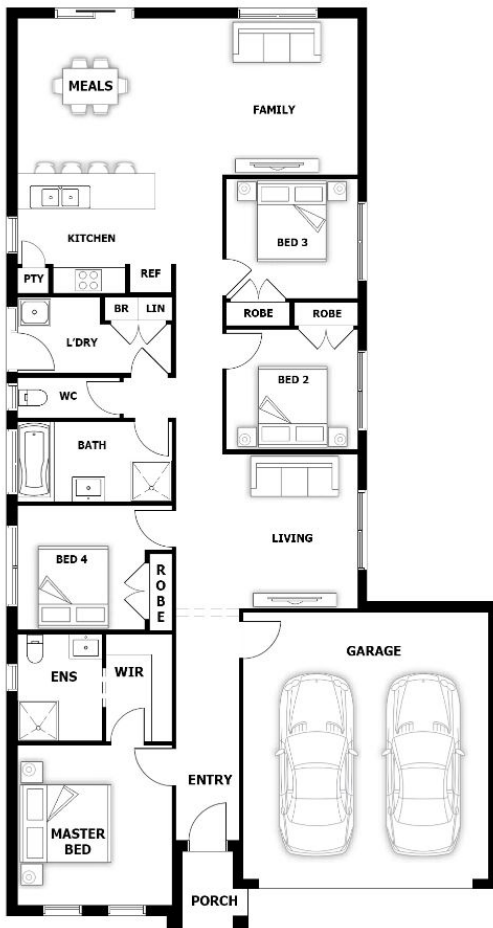 MEALS
FAMILY
KITCHEN
BED 3
PTY
REF
BR
LIN
ROBE
ROBE
L'DRY
WC
BED 2
BATH
LIVING
BED 4
ROBE
GARAGE
ENS
WIR
ENTRY
MASTER
BED
PORCH